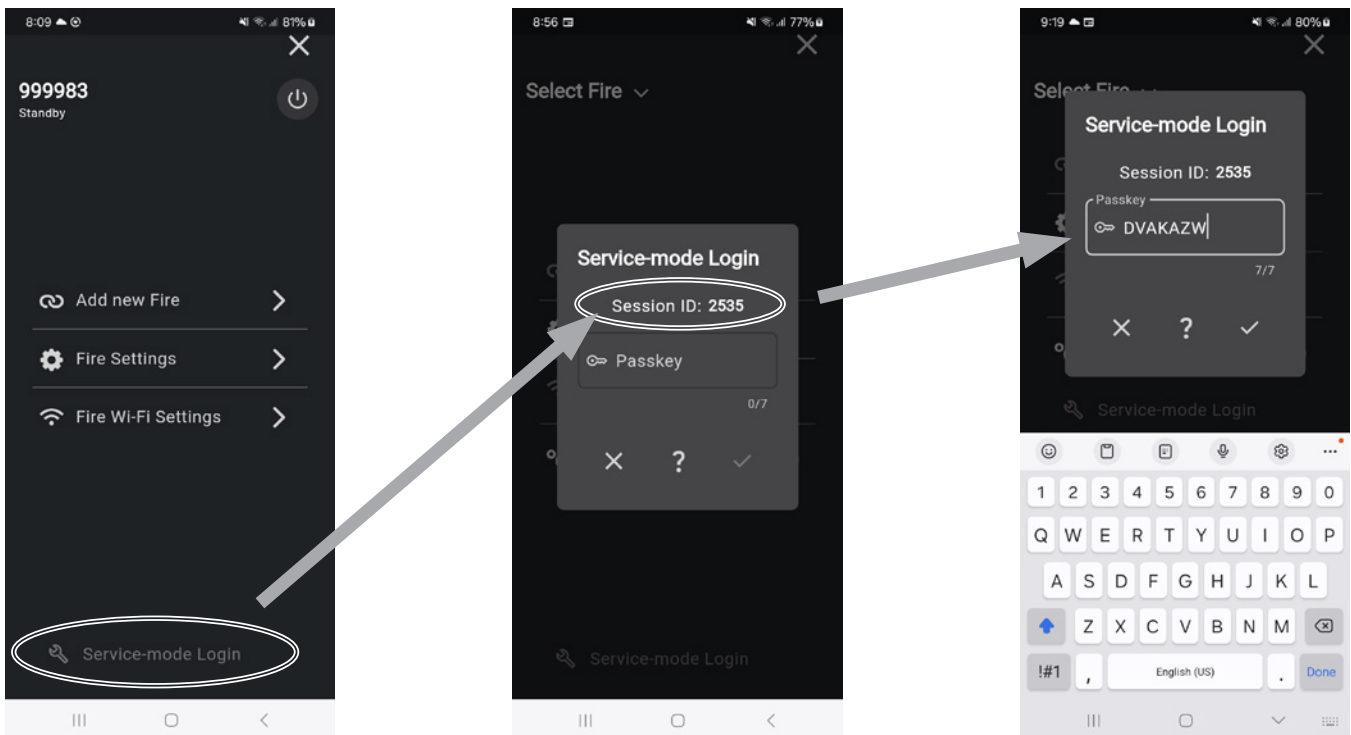 8:09 81%
999983
Standby
Add new Fire
Fire Settings
Fire Wi-Fi Settings
Service-mode Login
8:56 77%
Select Fire
Service-mode Login
Session ID: 2535
Passkey
0/7
Service-mode Login
9:19 80%
Select Fire
Service-mode Login
Session ID: 2535
Passkey
DVAKAZW
7/7
Service-mode Login
1 2 3 4 5 6 7 8 9 0
Q W E R T Y U I O P
A S D F G H J K L
Z X C V B N M
!#1 , English (US) . Done